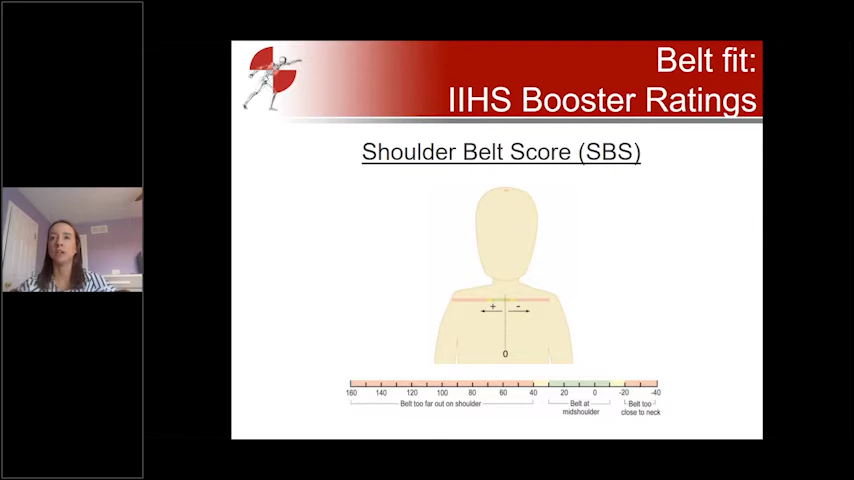 Belt fit:
IIHS Booster Ratings
Shoulder Belt Score (SBS)
+ -
0
160 140 120 100 80 60 40 20 0 -20 -40
Belt too far out on shoulder
Belt at
midshoulder
Belt too
close to neck